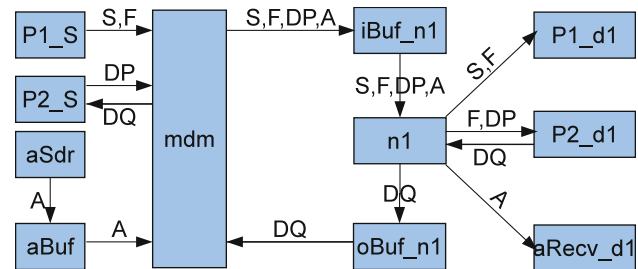 P1_S
S,F
S,F,DP,A
iBuf_n1
P1_d1
S,F
DP
P2_S
DQ
mdm
S,F,DP,A
n1
F,DP
DQ
P2_d1
aSdr
A
DQ
A
aBuf
A
DQ
oBuf_n1
aRecv_d1